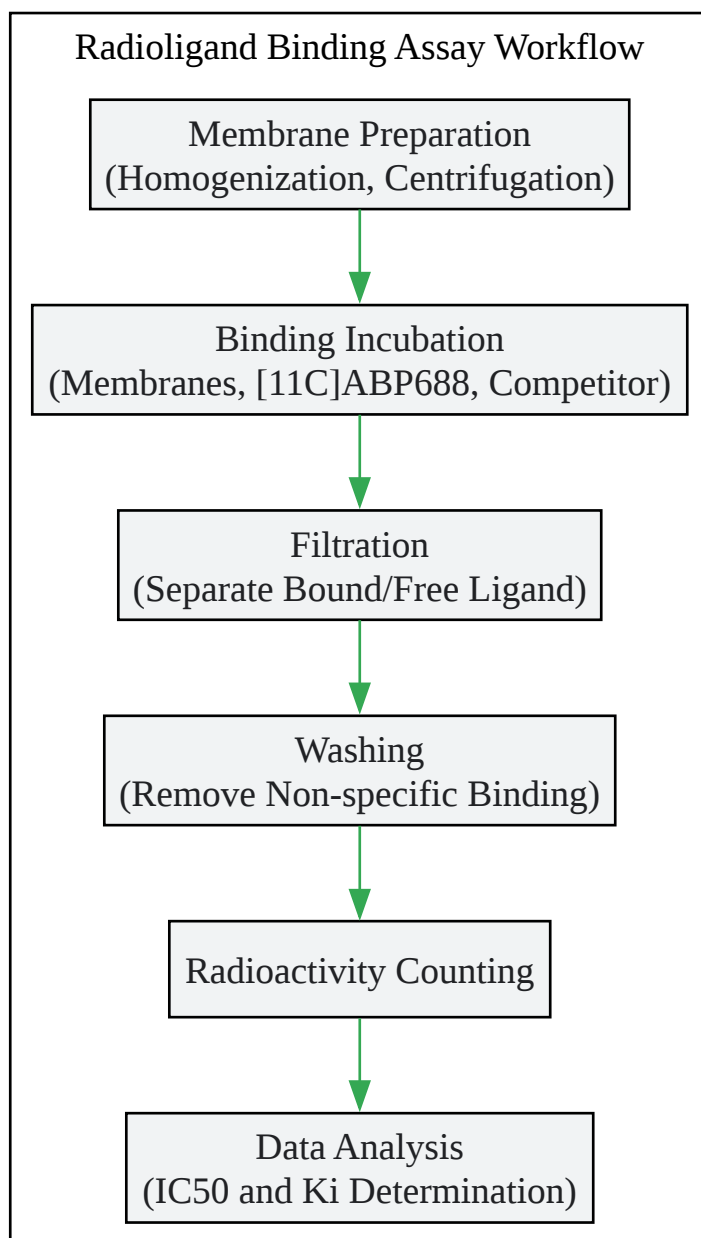 Radioligand Binding Assay Workflow
Membrane Preparation
(Homogenization, Centrifugation)
Binding Incubation
(Membranes, [11C]ABP688, Competitor)
Filtration
(Separate Bound/Free Ligand)
Washing
(Remove Non-specific Binding)
Radioactivity Counting
Data Analysis
(IC50 and Ki Determination)